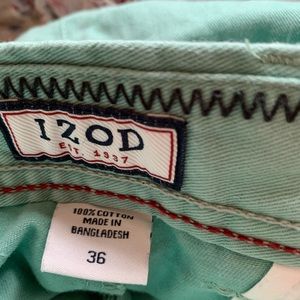 IZOD
EST. 1937
100% COTTON
MADE IN
BANGLADESH
36